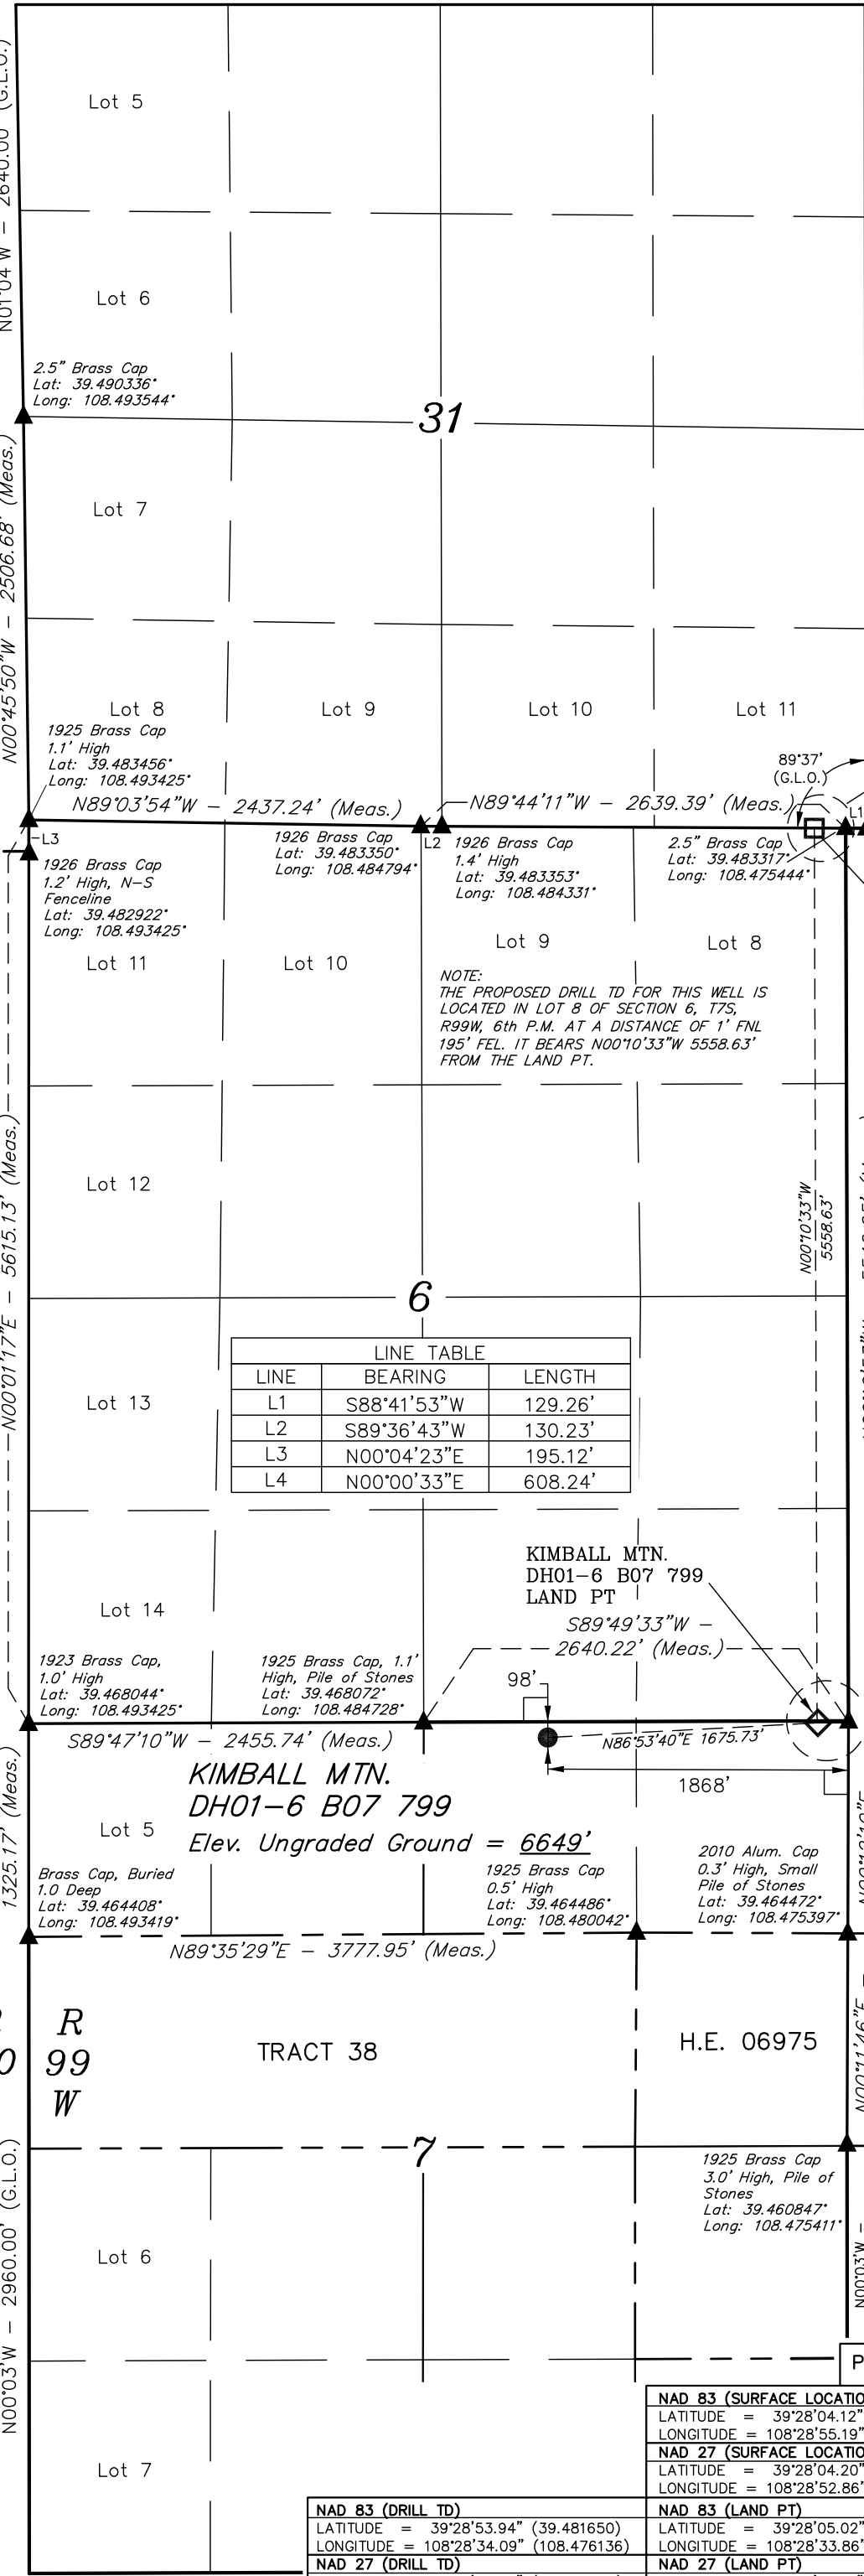 N01°04'W - 2640.00' (G.L.O.)
Lot 5
Lot 6
2.5" Brass Cap
Lat: 39.490336°
Long: 108.493544°
31
N00°45'50"W - 2506.68' (Meas.)
Lot 7
Lot 8
Lot 9
Lot 10
Lot 11
1925 Brass Cap
1.1' High
Lat: 39.483456°
Long: 108.493425°
89°37'
(G.L.O.)
N89°03'54"W - 2437.24' (Meas.)
N89°44'11"W - 2639.39' (Meas.)
L1
L3
L2
1926 Brass Cap
Lat: 39.483350°
Long: 108.484794°
1926 Brass Cap
1.4' High
Lat: 39.483353°
Long: 108.484331°
2.5" Brass Cap
Lat: 39.483317°
Long: 108.475444°
1926 Brass Cap
1.2' High, N-S
Fenceline
Lat: 39.482922°
Long: 108.493425°
Lot 11
Lot 10
Lot 9
Lot 8
NOTE:
THE PROPOSED DRILL TD FOR THIS WELL IS
LOCATED IN LOT 8 OF SECTION 6, T7S,
R99W, 6th P.M. AT A DISTANCE OF 1' FNL
195' FEL. IT BEARS N00°10'33"W 5558.63'
FROM THE LAND PT.
N00°01'17"E - 5615.13' (Meas.)
Lot 12
N00°10'33"W
5558.63'
6
LINE TABLE
LINE BEARING LENGTH
L1 S88°41'53"W 129.26'
L2 S89°36'43"W 130.23'
L3 N00°04'23"E 195.12'
L4 N00°00'33"E 608.24'
Lot 13
KIMBALL MTN.
DH01-6 B07 799
LAND PT
Lot 14
S89°49'33"W -
2640.22' (Meas.)
1923 Brass Cap,
1.0' High
Lat: 39.468044°
Long: 108.493425°
1925 Brass Cap, 1.1'
High, Pile of Stones
Lat: 39.468072°
Long: 108.484728°
98'
S89°47'10"W - 2455.74' (Meas.)
N86°53'40"E 1675.73'
1868'
KIMBALL MTN.
DH01-6 B07 799
Elev. Ungraded Ground = 6649'
1325.17' (Meas.)
Lot 5
Brass Cap, Buried
1.0 Deep
Lat: 39.464408°
Long: 108.493419°
1925 Brass Cap
0.5' High
Lat: 39.464486°
Long: 108.480042°
2010 Alum. Cap
0.3' High, Small
Pile of Stones
Lat: 39.464472°
Long: 108.475397°
N89°35'29"E - 3777.95' (Meas.)
R
99
W
TRACT 38
H.E. 06975
N00°11'46"E -
7
1925 Brass Cap
3.0' High, Pile of
Stones
Lat: 39.460847°
Long: 108.475411°
N00°03'W - 2960.00' (G.L.O.)
N00°03'W -
Lot 6
P
Lot 7
NAD 83 (SURFACE LOCATIO
LATITUDE = 39°28'04.12"
LONGITUDE = 108°28'55.19"
NAD 27 (SURFACE LOCATIO
LATITUDE = 39°28'04.20"
LONGITUDE = 108°28'52.86"
NAD 83 (DRILL TD)
LATITUDE = 39°28'53.94" (39.481650)
LONGITUDE = 108°28'34.09" (108.476136)
NAD 27 (DRILL TD)
NAD 83 (LAND PT)
LATITUDE = 39°28'05.02"
LONGITUDE = 108°28'33.86"
NAD 27 (LAND PT)